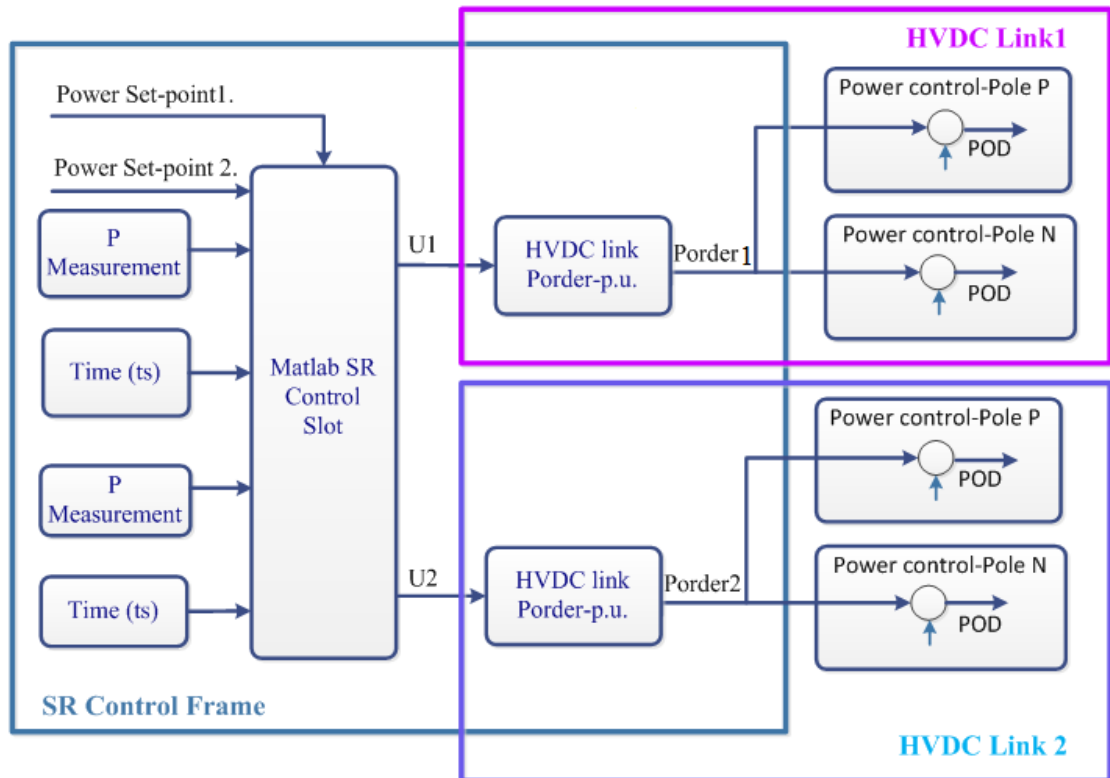 HVDC Link1
Power Set-point1.
Power Set-point 2.
P
Measurement
Time (ts)
P
Measurement
Time (ts)
Matlab SR
Control
Slot
U1
U2
SR Control Frame
HVDC link
Porder-p.u.
Porder1
Power control-Pole P
POD
Power control-Pole N
POD
HVDC link
Porder-p.u.
Porder2
Power control-Pole P
POD
Power control-Pole N
POD
HVDC Link 2